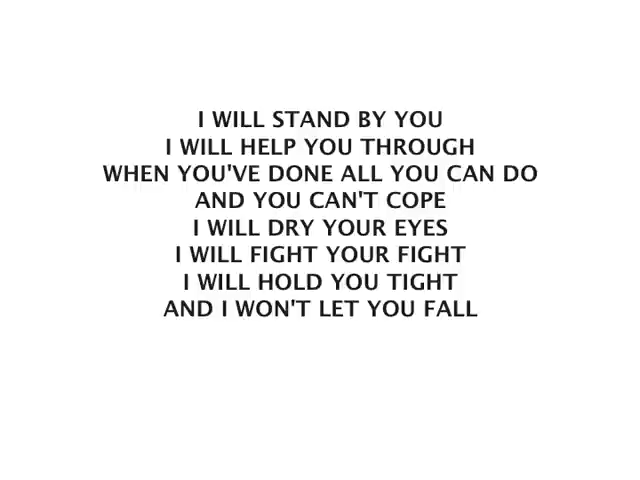 I WILL STAND BY YOU
I WILL HELP YOU THROUGH
WHEN YOU'VE DONE ALL YOU CAN DO
AND YOU CAN'T COPE
I WILL DRY YOUR EYES
I WILL FIGHT YOUR FIGHT
I WILL HOLD YOU TIGHT
AND I WON'T LET YOU FALL